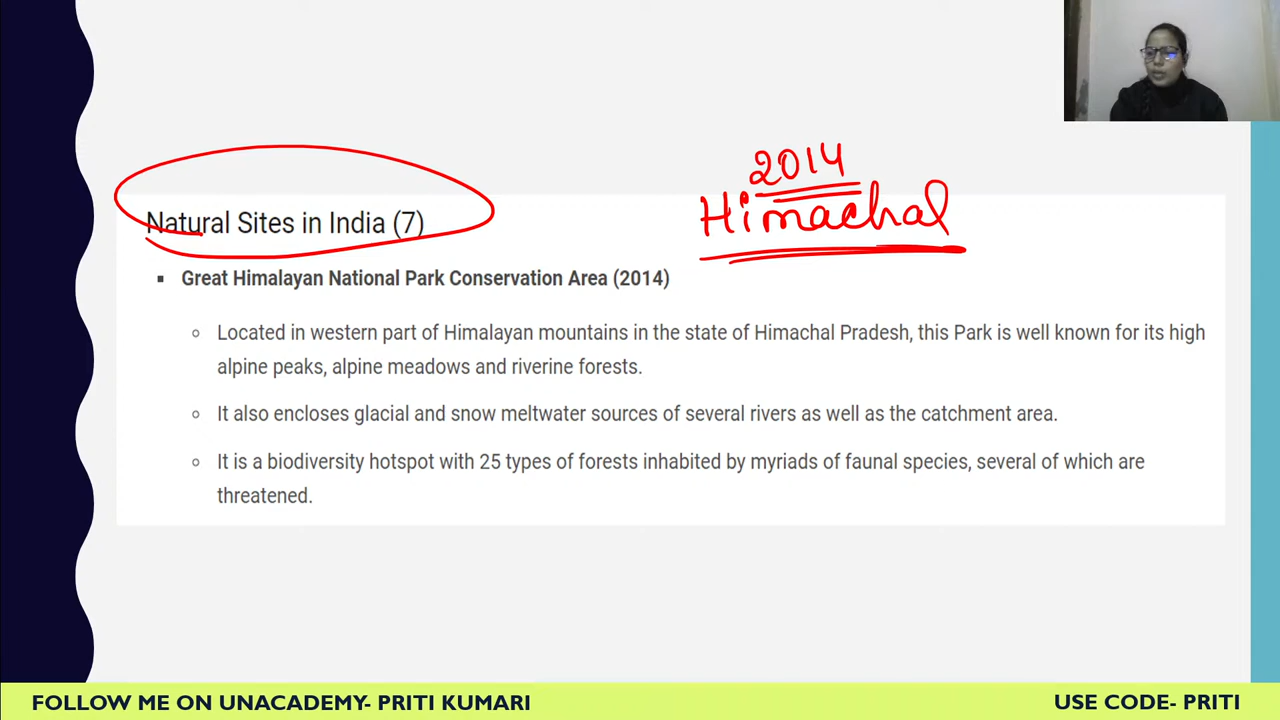 2014
Himachal
Natural Sites in India (7)
▪ Great Himalayan National Park Conservation Area (2014)
○ Located in western part of Himalayan mountains in the state of Himachal Pradesh, this Park is well known for its high
alpine peaks, alpine meadows and riverine forests.
○ It also encloses glacial and snow meltwater sources of several rivers as well as the catchment area.
○ It is a biodiversity hotspot with 25 types of forests inhabited by myriads of faunal species, several of which are
threatened.
FOLLOW ME ON UNACADEMY- PRITI KUMARI
USE CODE- PRITI